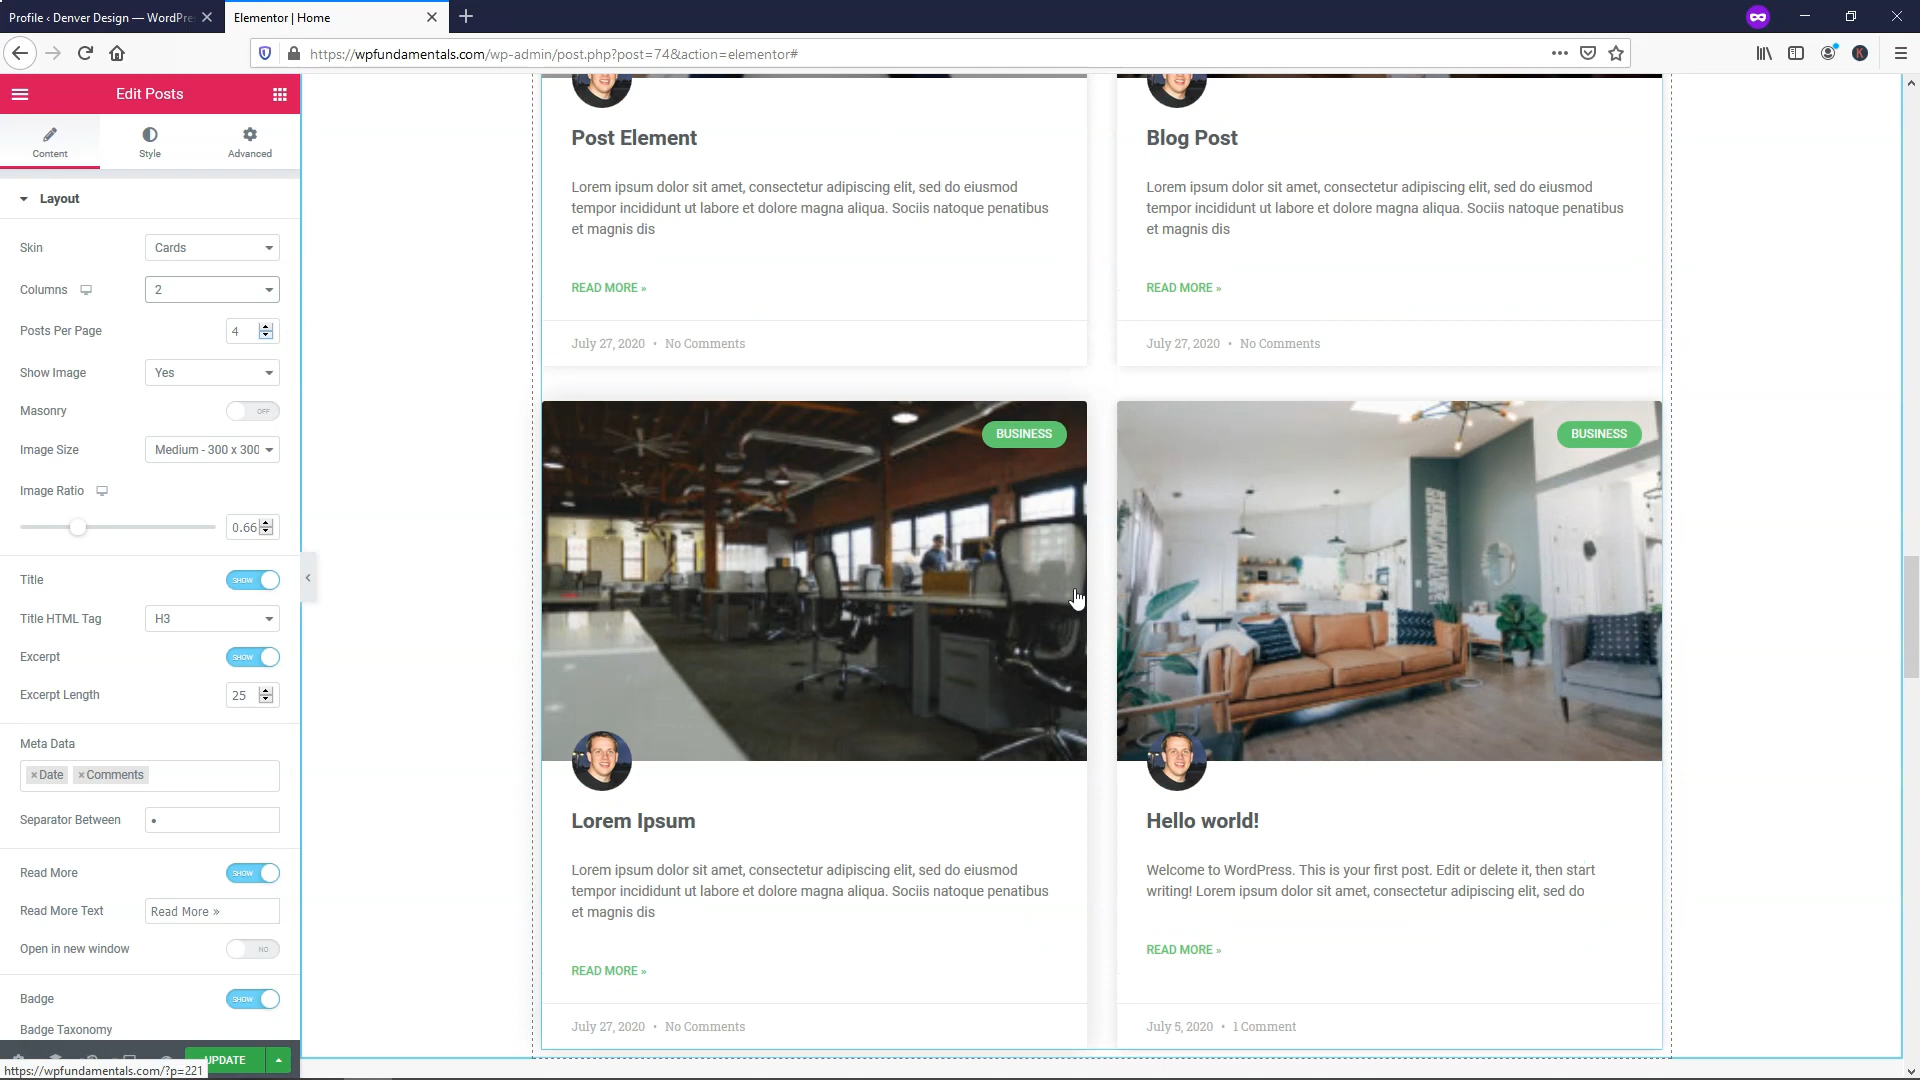 Profile ‹ Denver Design — WordPre
Elementor | Home
https://wpfundamentals.com/wp-admin/post.php?post=74&action=elementor#
Edit Posts
Content
Style
Advanced
Layout
Skin
Cards
Columns
2
Posts Per Page
4
Show Image
Yes
Masonry
OFF
Image Size
Medium - 300 x 300
Image Ratio
0.66
Title
SHOW
Title HTML Tag
H3
Excerpt
SHOW
Excerpt Length
25
Meta Data
×Date ×Comments
Separator Between
•
Read More
SHOW
Read More Text
Read More »
Open in new window
NO
Badge
SHOW
Badge Taxonomy
UPDATE
https://wpfundamentals.com/?p=221
Post Element
Lorem ipsum dolor sit amet, consectetur adipiscing elit, sed do eiusmod
tempor incididunt ut labore et dolore magna aliqua. Sociis natoque penatibus
et magnis dis
READ MORE »
July 27, 2020 • No Comments
Blog Post
Lorem ipsum dolor sit amet, consectetur adipiscing elit, sed do eiusmod
tempor incididunt ut labore et dolore magna aliqua. Sociis natoque penatibus
et magnis dis
READ MORE »
July 27, 2020 • No Comments
BUSINESS
Lorem Ipsum
Lorem ipsum dolor sit amet, consectetur adipiscing elit, sed do eiusmod
tempor incididunt ut labore et dolore magna aliqua. Sociis natoque penatibus
et magnis dis
READ MORE »
July 27, 2020 • No Comments
BUSINESS
Hello world!
Welcome to WordPress. This is your first post. Edit or delete it, then start
writing! Lorem ipsum dolor sit amet, consectetur adipiscing elit, sed do
READ MORE »
July 5, 2020 • 1 Comment